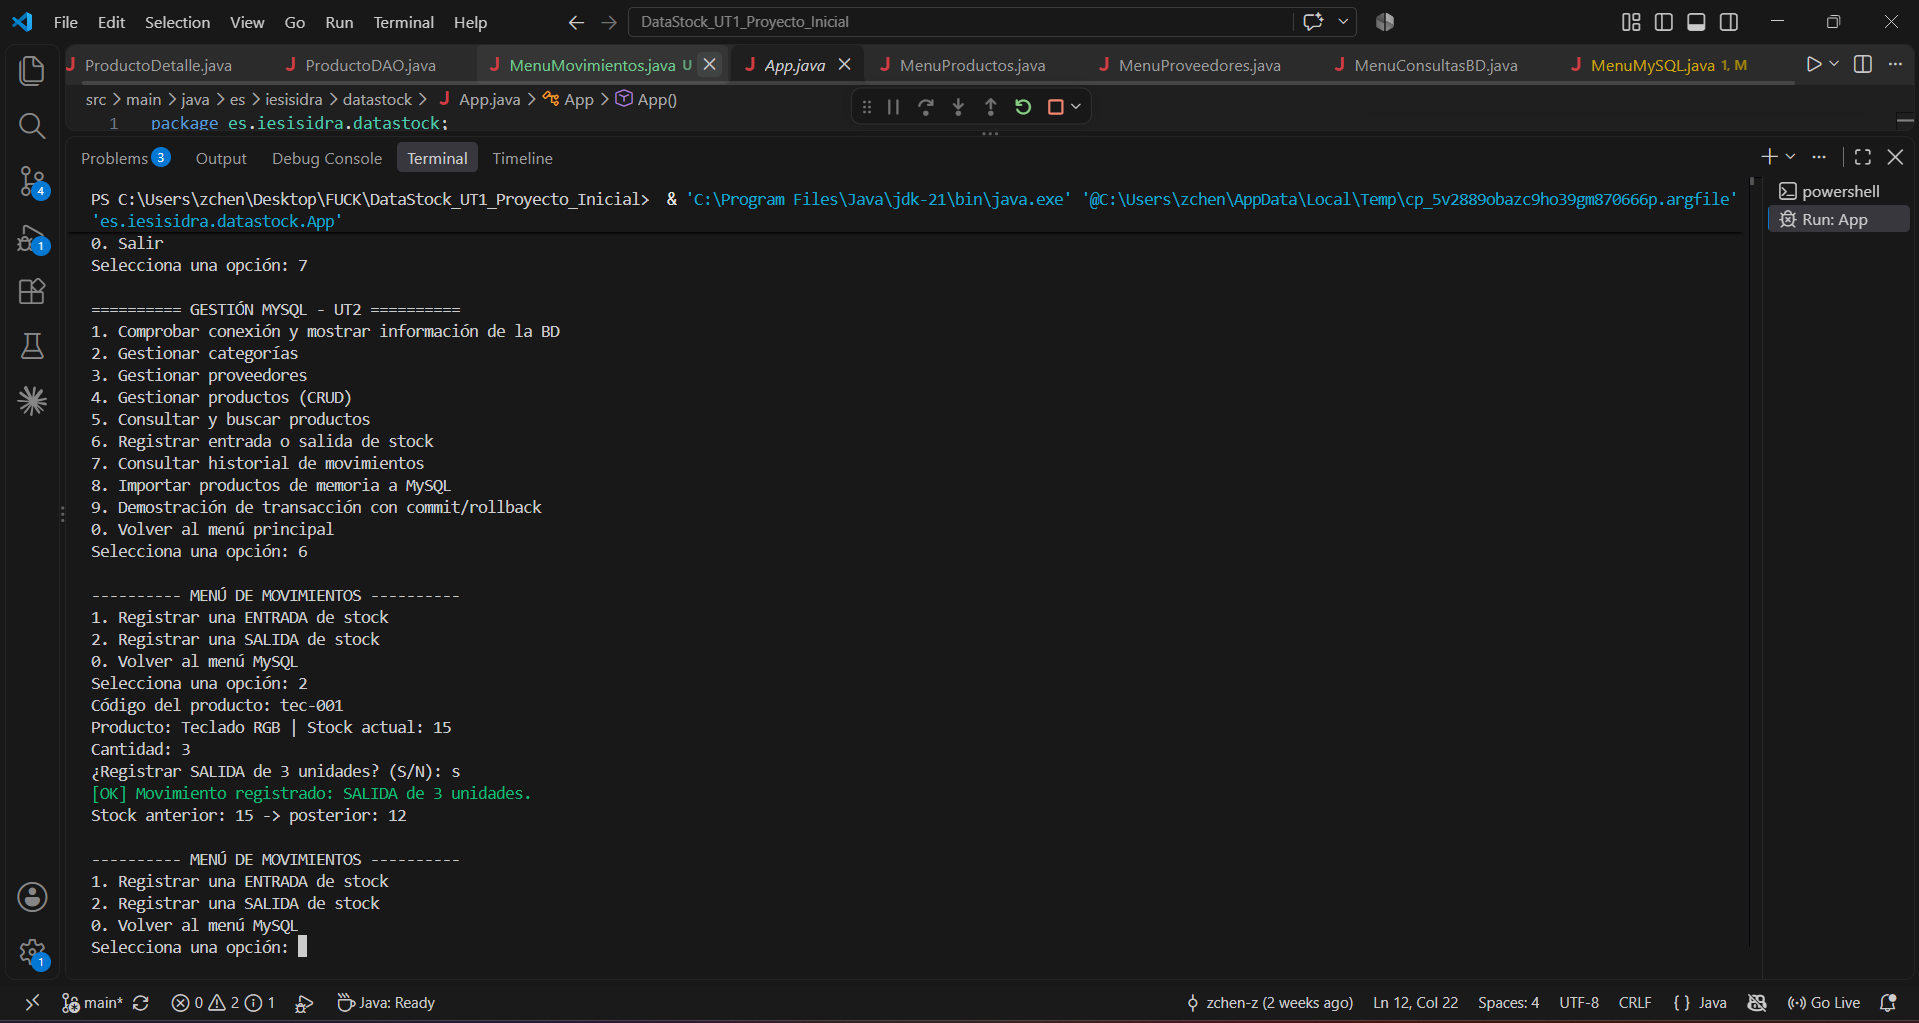 File Edit Selection View Go Run Terminal Help
DataStock_UT1_Proyecto_Inicial
ProductoDetalle.java
ProductoDAO.java
MenuMovimientos.java U
App.java
MenuProductos.java
MenuProveedores.java
MenuConsultasBD.java
MenuMySQL.java 1, M
src > main > java > es > iesisidra > datastock > App.java > App > App()
1 package es.iesisidra.datastock;
Problems 3 Output Debug Console Terminal Timeline
PS C:\Users\zchen\Desktop\FUCK\DataStock_UT1_Proyecto_Inicial> & 'C:\Program Files\Java\jdk-21\bin\java.exe' '@C:\Users\zchen\AppData\Local\Temp\cp_5v2889obazc9ho39gm870666p.argfile'
'es.iesisidra.datastock.App'
0. Salir
Selecciona una opción: 7
========== GESTIÓN MYSQL - UT2 ==========
1. Comprobar conexión y mostrar información de la BD
2. Gestionar categorías
3. Gestionar proveedores
4. Gestionar productos (CRUD)
5. Consultar y buscar productos
6. Registrar entrada o salida de stock
7. Consultar historial de movimientos
8. Importar productos de memoria a MySQL
9. Demostración de transacción con commit/rollback
0. Volver al menú principal
Selecciona una opción: 6
---------- MENÚ DE MOVIMIENTOS ----------
1. Registrar una ENTRADA de stock
2. Registrar una SALIDA de stock
0. Volver al menú MySQL
Selecciona una opción: 2
Código del producto: tec-001
Producto: Teclado RGB | Stock actual: 15
Cantidad: 3
¿Registrar SALIDA de 3 unidades? (S/N): s
[OK] Movimiento registrado: SALIDA de 3 unidades.
Stock anterior: 15 -> posterior: 12
---------- MENÚ DE MOVIMIENTOS ----------
1. Registrar una ENTRADA de stock
2. Registrar una SALIDA de stock
0. Volver al menú MySQL
Selecciona una opción:
powershell
Run: App
4
1
1
main* 0 2 1 Java: Ready
zchen-z (2 weeks ago) Ln 12, Col 22 Spaces: 4 UTF-8 CRLF { } Java Go Live